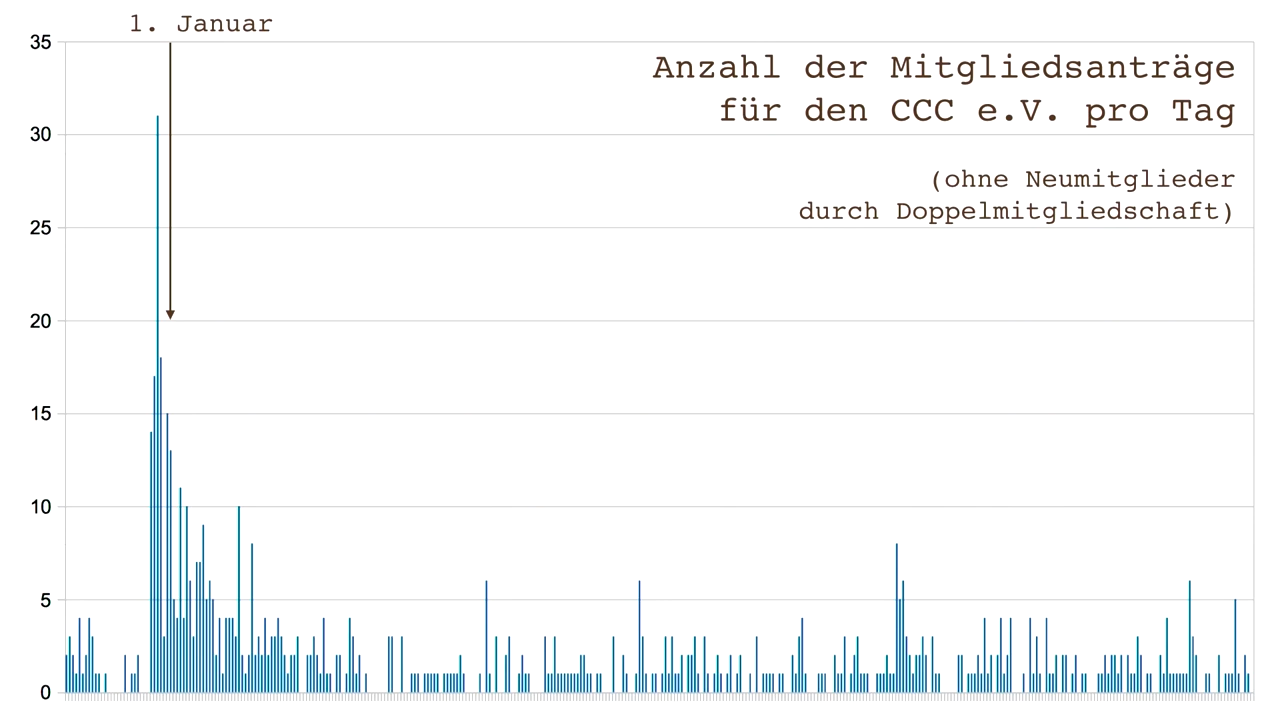 1. Januar
Anzahl der Mitgliedsanträge
für den CCC e.V. pro Tag
(ohne Neumitglieder
durch Doppelmitgliedschaft)
35
30
25
20
15
10
5
0